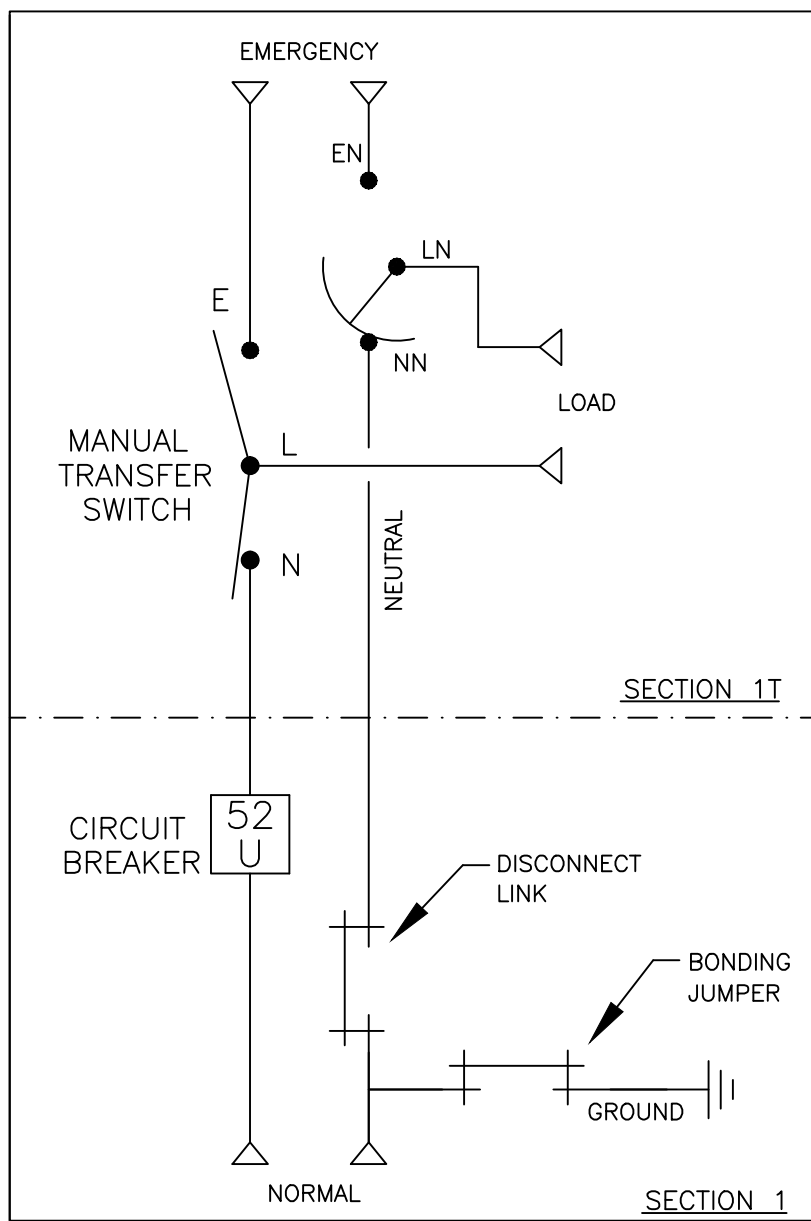 EMERGENCY
EN
LN
E
NN
LOAD
MANUAL
TRANSFER
SWITCH
L
N
NEUTRAL
SECTION 1T
CIRCUIT
BREAKER
52
U
DISCONNECT
LINK
BONDING
JUMPER
GROUND
NORMAL
SECTION 1